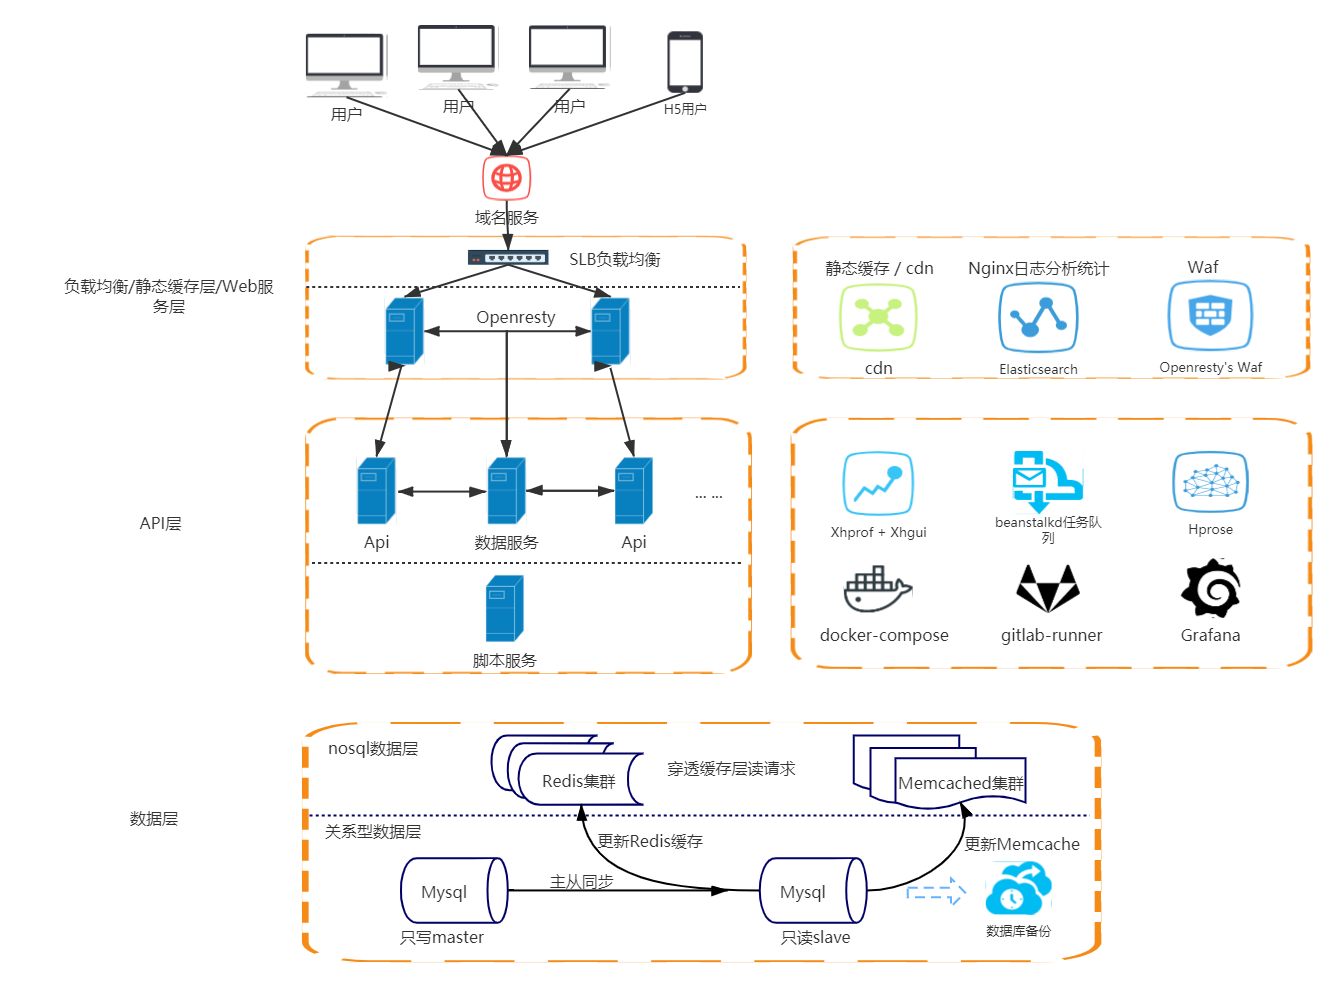 用户
用户
用户
H5用户
域名服务
SLB负载均衡
负载均衡/静态缓存层/Web服
务层
Openresty
静态缓存 / cdn
Nginx日志分析统计
Waf
cdn
Elasticsearch
Openresty's Waf
API层
Api
数据服务
Api
... ...
脚本服务
Xhprof + Xhgui
beanstalkd任务队
列
Hprose
docker-compose
gitlab-runner
Grafana
数据层
nosql数据层
Redis集群
穿透缓存层读请求
Memcached集群
关系型数据层
更新Redis缓存
更新Memcache
Mysql
主从同步
Mysql
只写master
只读slave
数据库备份